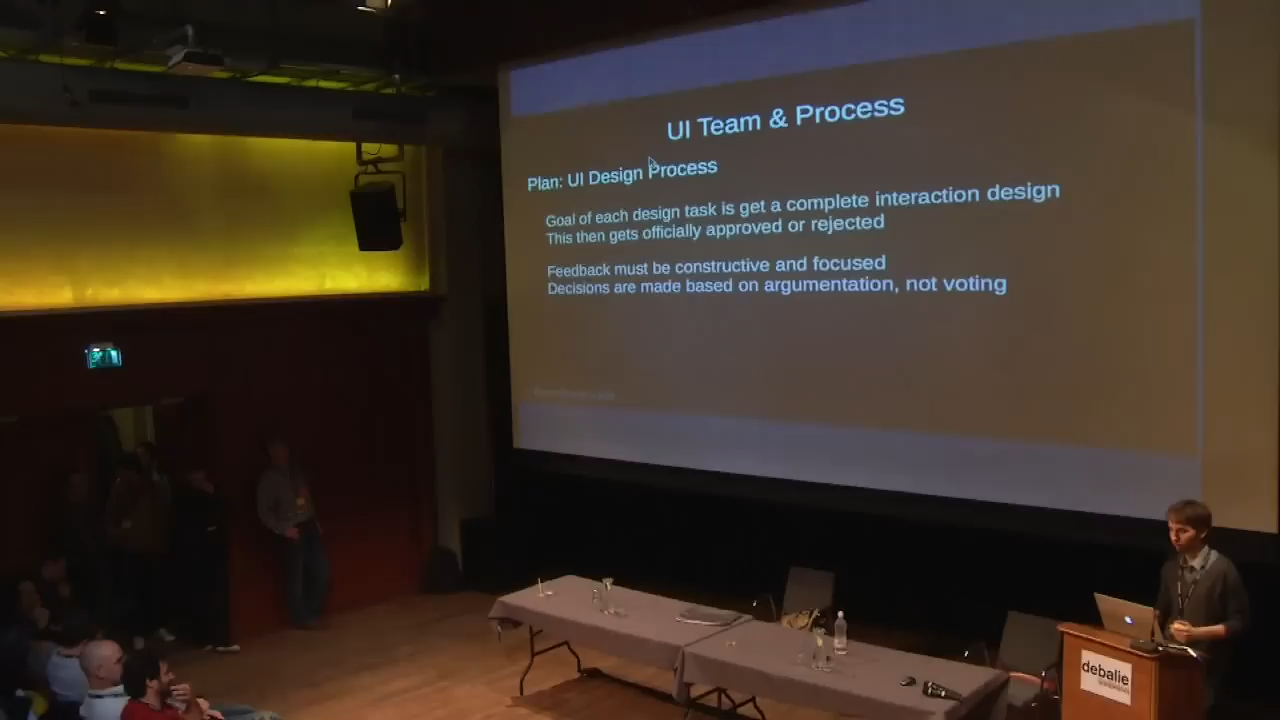 UI Team & Process
Plan: UI Design Process
Goal of each design task is get a complete interaction design
This then gets officially approved or rejected
Feedback must be constructive and focused
Decisions are made based on argumentation, not voting
debalie